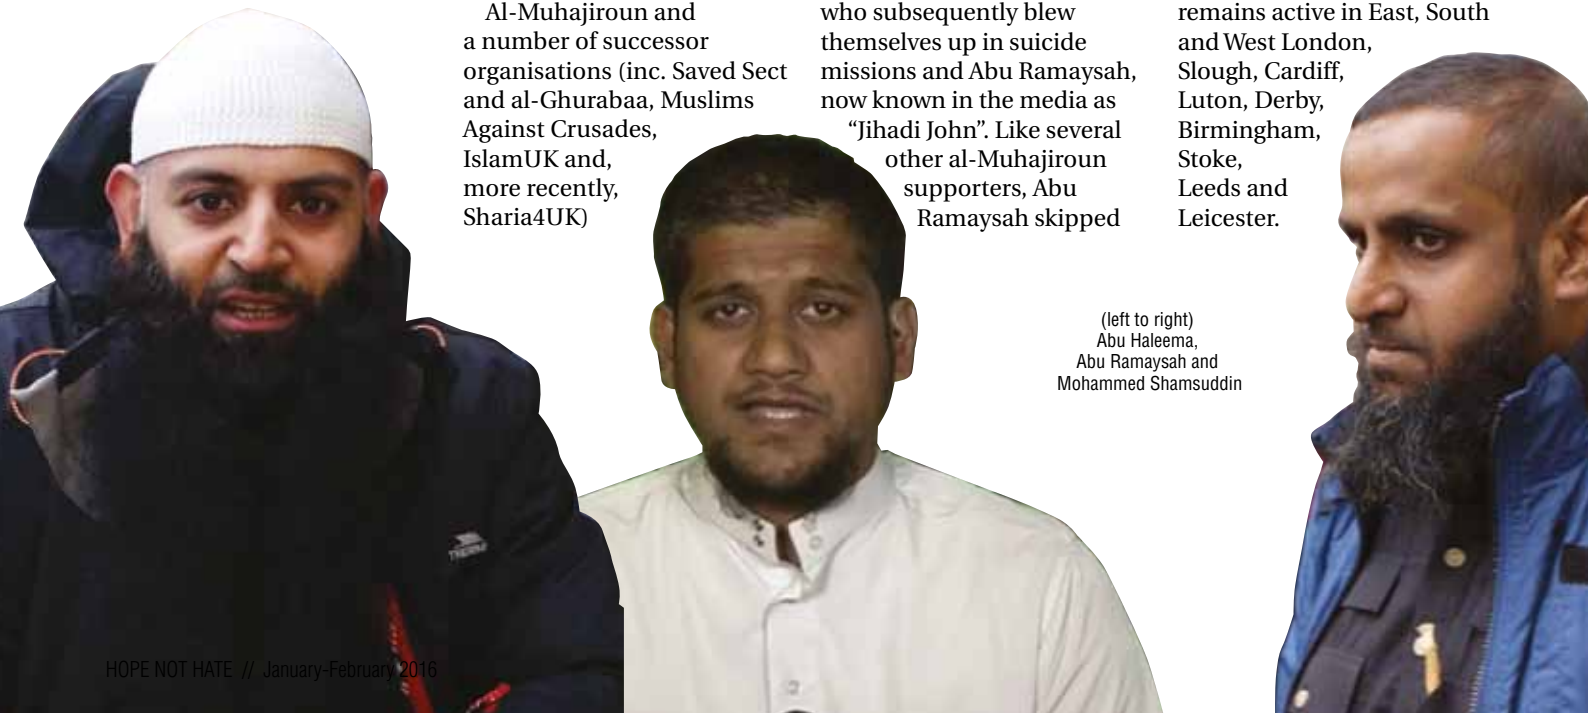 Al-Muhajiroun and
a number of successor
organisations (inc. Saved Sect
and al-Ghurabaa, Muslims
Against Crusades,
IslamUK and,
more recently,
Sharia4UK)
who subsequently blew
themselves up in suicide
missions and Abu Ramaysah,
now known in the media as
“Jihadi John”. Like several
other al-Muhajiroun
supporters, Abu
Ramaysah skipped
remains active in East, South
and West London,
Slough, Cardiff,
Luton, Derby,
Birmingham,
Stoke,
Leeds and
Leicester.
(left to right)
Abu Haleema,
Abu Ramaysah and
Mohammed Shamsuddin
HOPE NOT HATE // January-February 2016